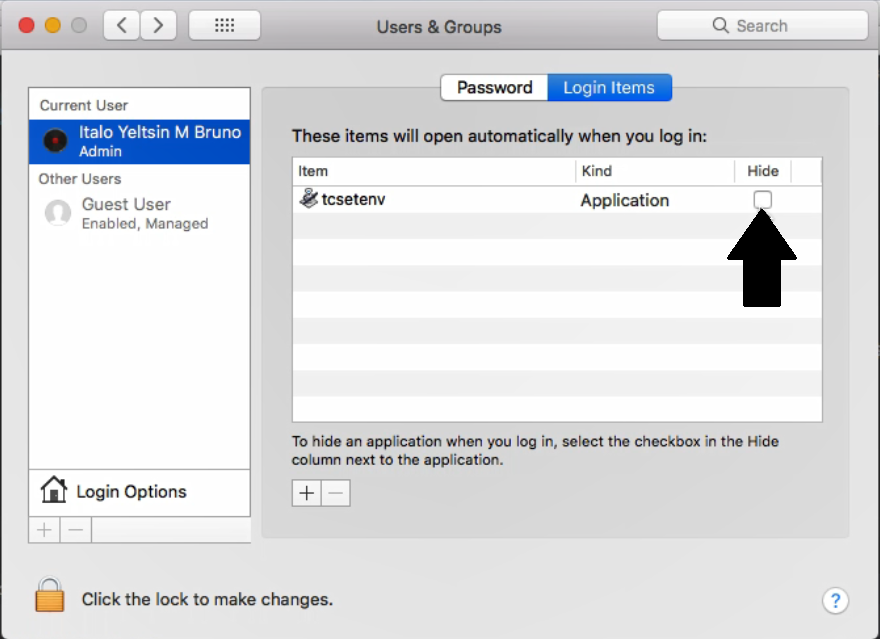 Users & Groups
Search
Current User
Italo Yeltsin M Bruno
Admin
Other Users
Guest User
Enabled, Managed
Login Options
Password
Login Items
These items will open automatically when you log in:
Item Kind Hide
tcsetenv Application
To hide an application when you log in, select the checkbox in the Hide
column next to the application.
Click the lock to make changes.
?